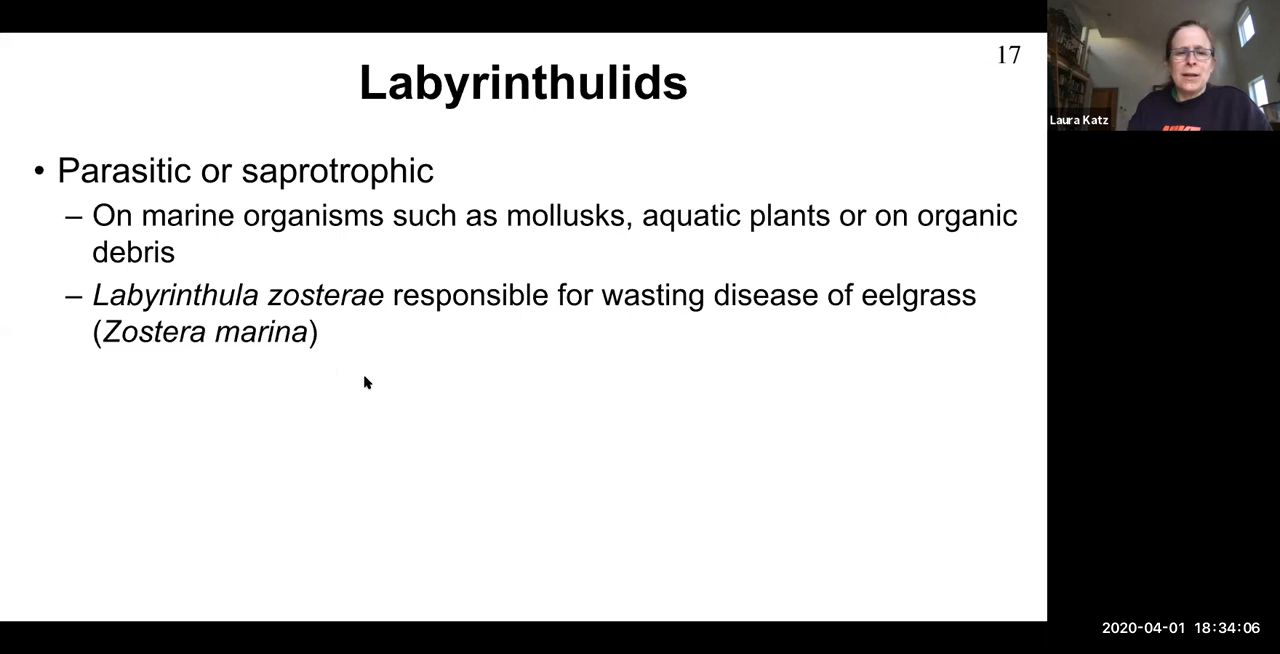 17
Labyrinthulids
• Parasitic or saprotrophic
– On marine organisms such as mollusks, aquatic plants or on organic
debris
– Labyrinthula zosterae responsible for wasting disease of eelgrass
(Zostera marina)
Laura Katz
2020-04-01 18:34:06